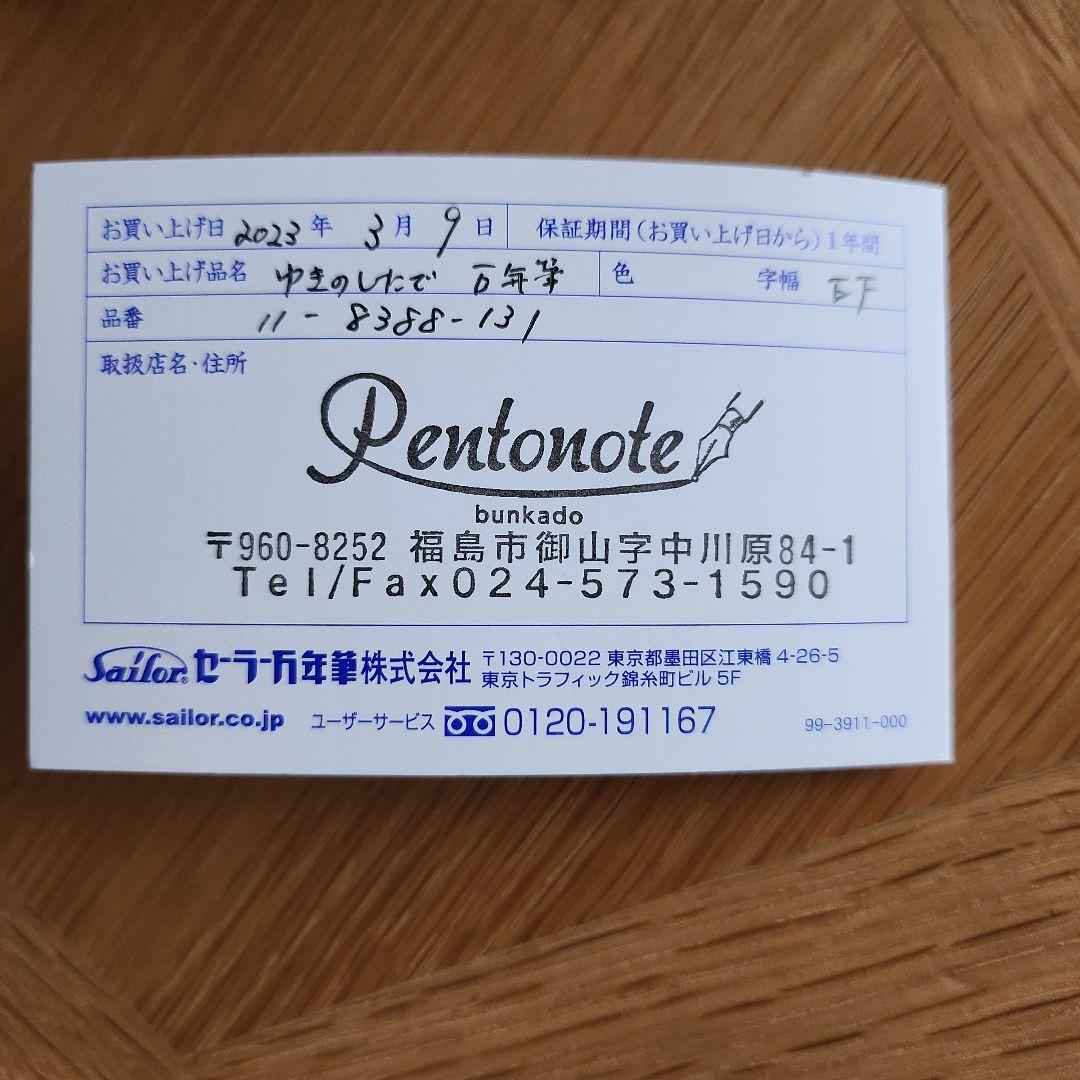 お買い上げ日 2023年 3月 9日 保証期間(お買い上げ日から)1年間
お買い上げ品名 ゆきのしたで 万年筆 色 字幅
品番 11-8388-131
取扱店名・住所
Pentonote
bunkado
〒960-8252 福島市御山字中川原84-1
Tel/Fax024-573-1590
Sailor® セーラー万年筆株式会社 〒130-0022 東京都墨田区江東橋 4-26-5
東京トラフィック錦糸町ビル 5F
www.sailor.co.jp ユーザーサービス 0120-191167 99-3911-000